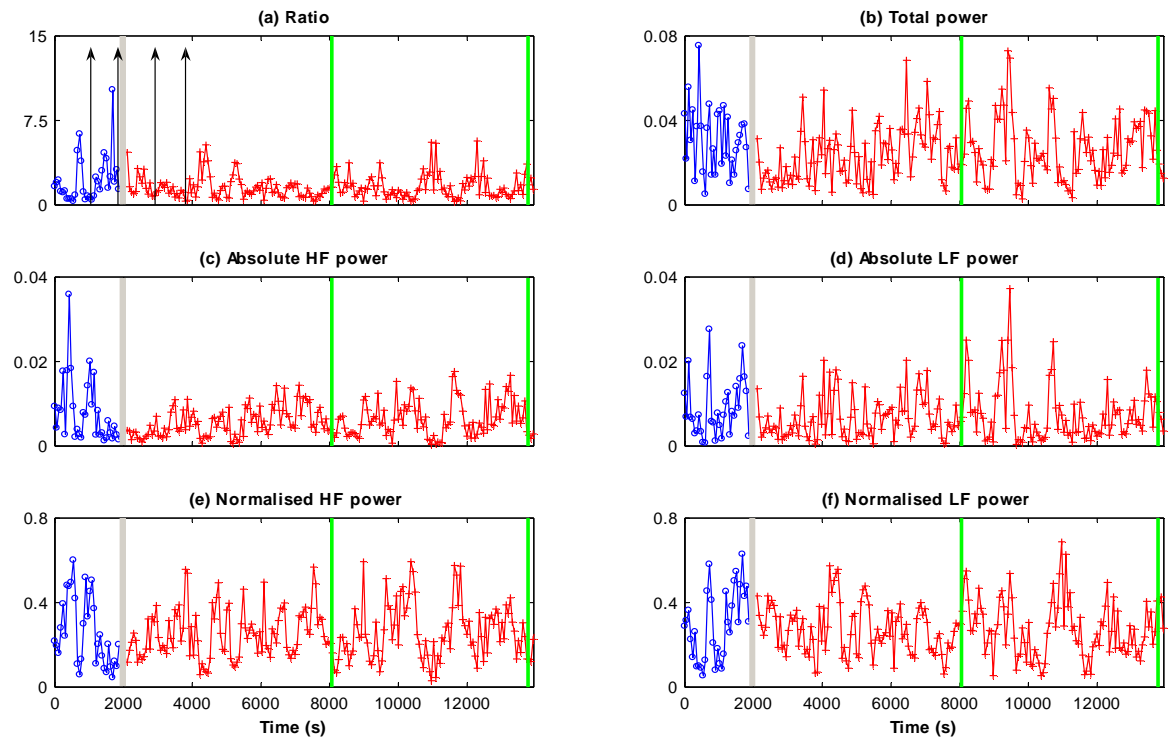 (a) Ratio
15
7.5
0
(b) Total power
0.08
0.04
0
(c) Absolute HF power
0.04
0.02
0
(d) Absolute LF power
0.04
0.02
0
(e) Normalised HF power
0.8
0.4
0
0 2000 4000 6000 8000 10000 12000
Time (s)
(f) Normalised LF power
0.8
0.4
0
0 2000 4000 6000 8000 10000 12000
Time (s)